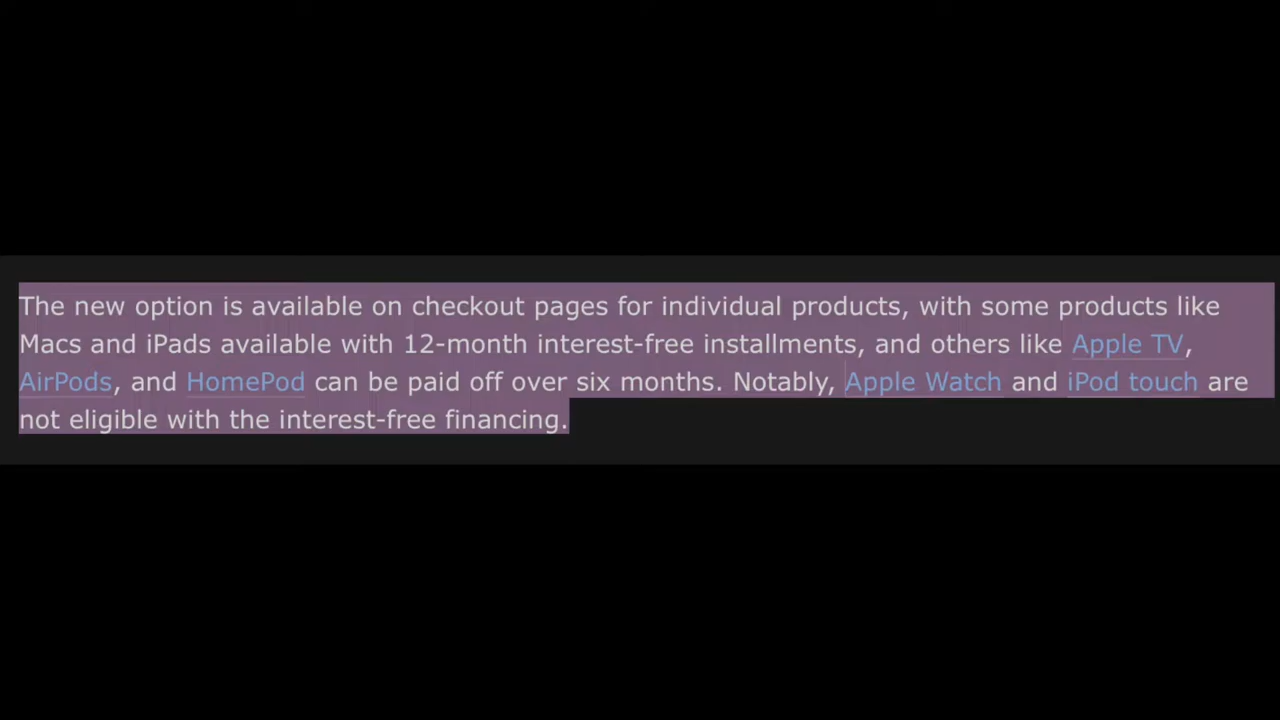 The new option is available on checkout pages for individual products, with some products like
Macs and iPads available with 12-month interest-free installments, and others like Apple TV,
AirPods, and HomePod can be paid off over six months. Notably, Apple Watch and iPod touch are
not eligible with the interest-free financing.